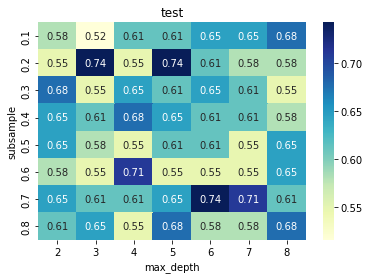 test
0.1 0.58 0.52 0.61 0.61 0.65 0.65 0.68
0.2 0.55 0.74 0.55 0.74 0.61 0.58 0.58
0.3 0.68 0.55 0.65 0.61 0.65 0.61 0.55
0.4 0.65 0.61 0.68 0.65 0.61 0.61 0.58
0.5 0.65 0.58 0.55 0.61 0.61 0.55 0.65
0.6 0.58 0.55 0.71 0.55 0.55 0.55 0.65
0.7 0.65 0.61 0.61 0.65 0.74 0.71 0.61
0.8 0.61 0.65 0.55 0.68 0.58 0.58 0.68
2 3 4 5 6 7 8
max_depth
subsample
0.70
0.65
0.60
0.55